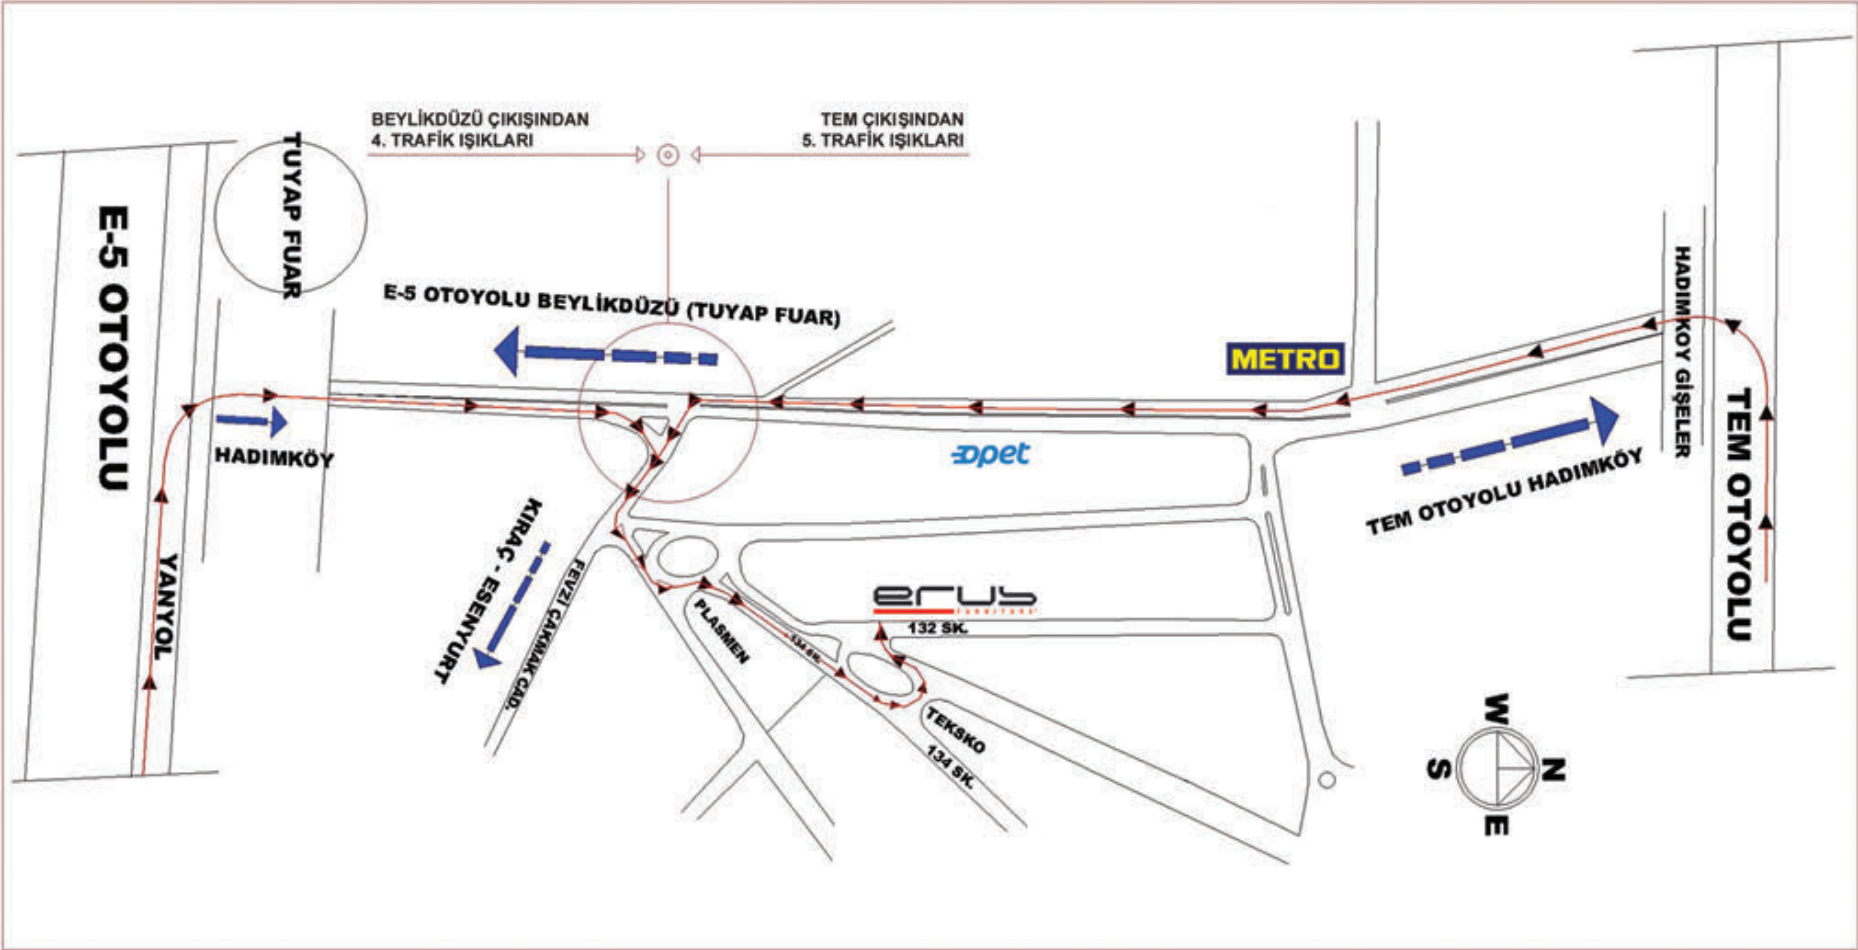 BEYLİKDÜZÜ ÇIKIŞINDAN
4. TRAFİK IŞIKLARI
TEM ÇIKIŞINDAN
5. TRAFİK IŞIKLARI
TUYAP FUAR
E-5 OTOYOLU
E-5 OTOYOLU BEYLİKDÜZÜ (TUYAP FUAR)
HADIMKÖY
YANYOL
METRO
opet
HADIMKOY GİŞELER
TEM OTOYOLU
TEM OTOYOLU HADIMKÖY
KIRAÇ - ESENYURT
FEVZİ ÇAKMAK CAD.
PLASMEN
134 SK.
erus
FURNITURE
132 SK.
TEKSKO
134 SK.
W
S
N
E